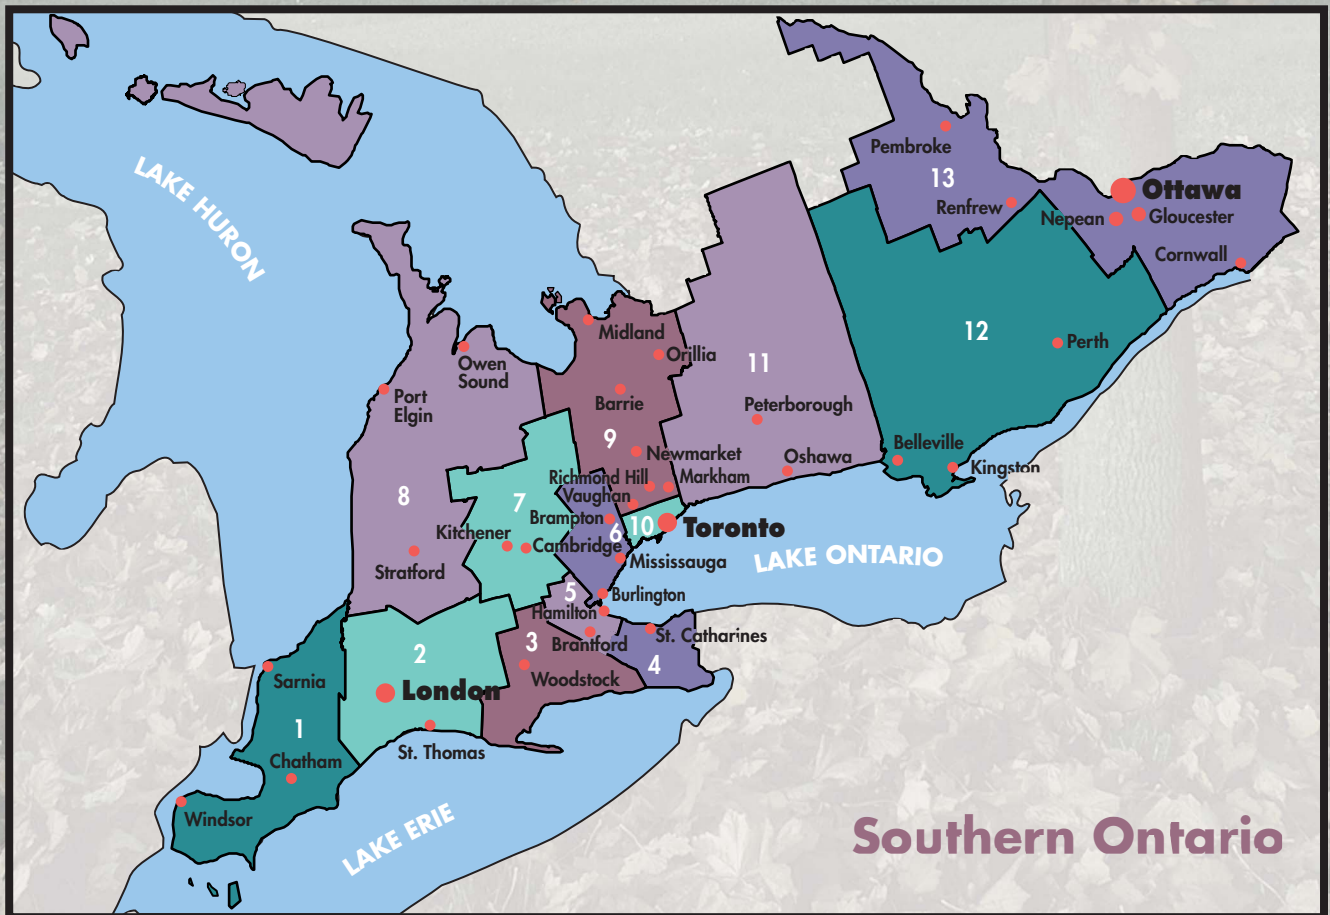 LAKE HURON
Pembroke
13
Renfrew
Ottawa
Nepean
Gloucester
Cornwall
12
Perth
Belleville
Kingston
11
Peterborough
Oshawa
Midland
Orillia
Barrie
9
Newmarket
Richmond Hill
Markham
Vaughan
Owen
Sound
Port
Elgin
8
Stratford
7
Kitchener
Cambridge
Brampton
6
10
Toronto
Mississauga
LAKE ONTARIO
Burlington
5
Hamilton
Brantford
St. Catharines
4
3
Woodstock
2
London
St. Thomas
Sarnia
1
Chatham
Windsor
LAKE ERIE
Southern Ontario